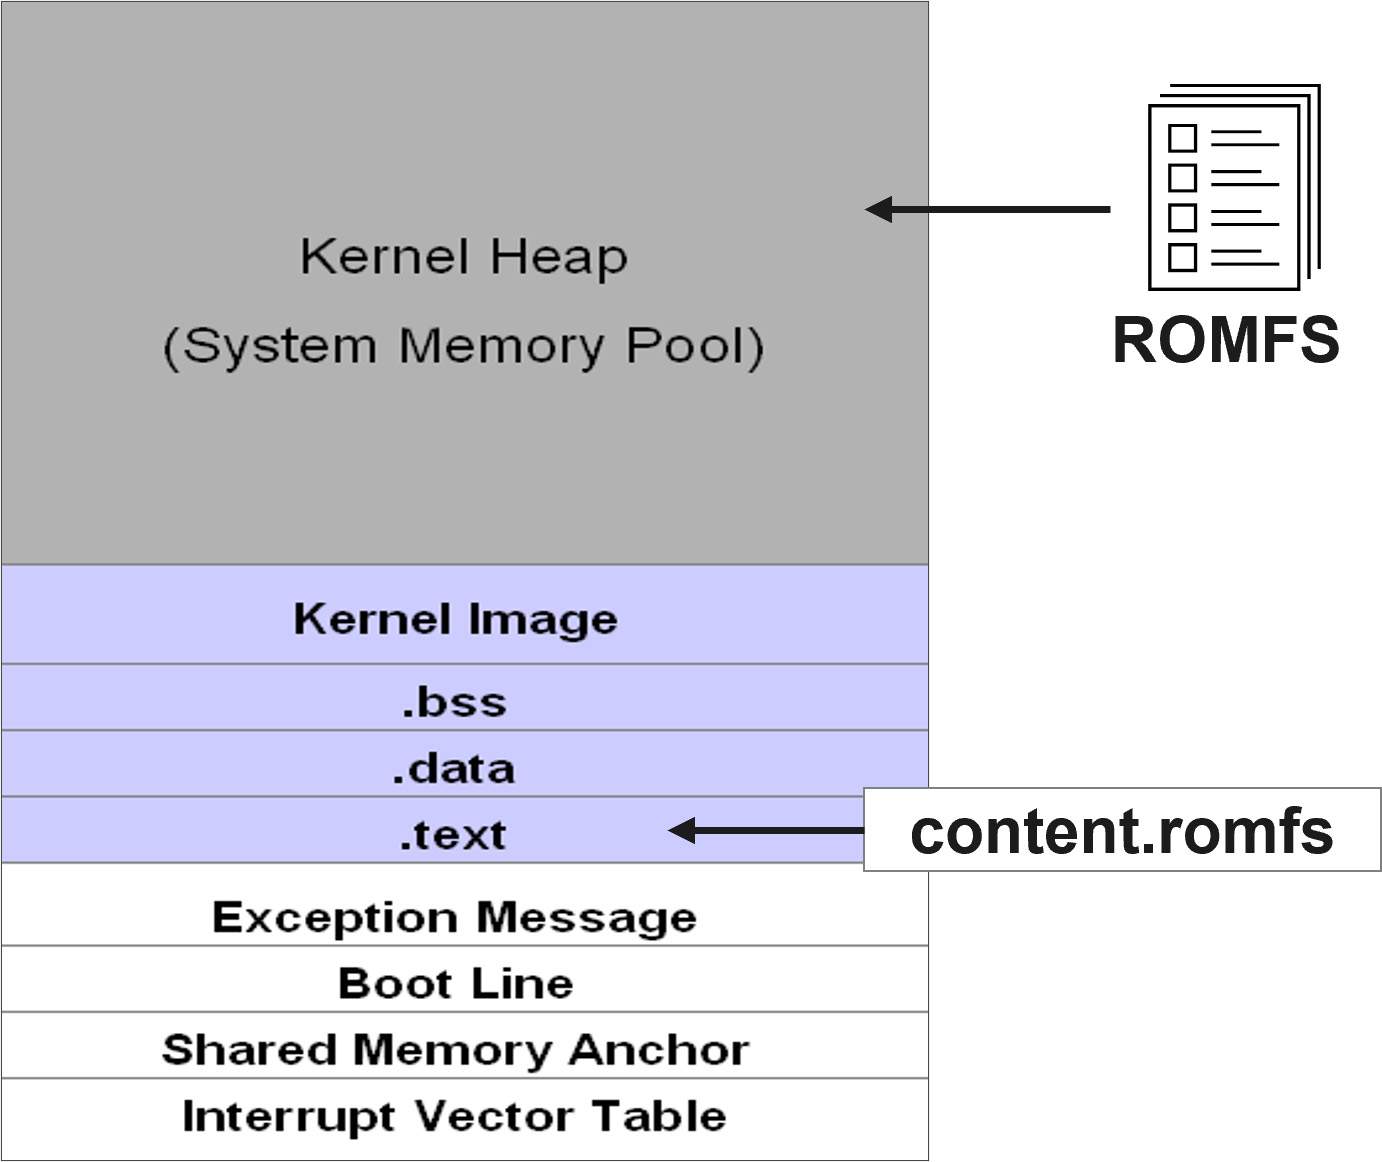 Kernel Heap
(System Memory Pool)
ROMFS
Kernel Image
.bss
.data
.text
content.romfs
Exception Message
Boot Line
Shared Memory Anchor
Interrupt Vector Table